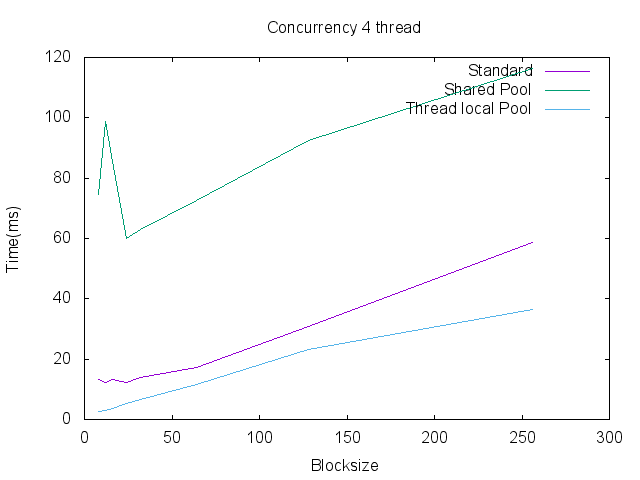 Concurrency 4 thread
120
100
80
60
40
20
0
Time(ms)
Standard
Shared Pool
Thread local Pool
0 50 100 150 200 250 300
Blocksize